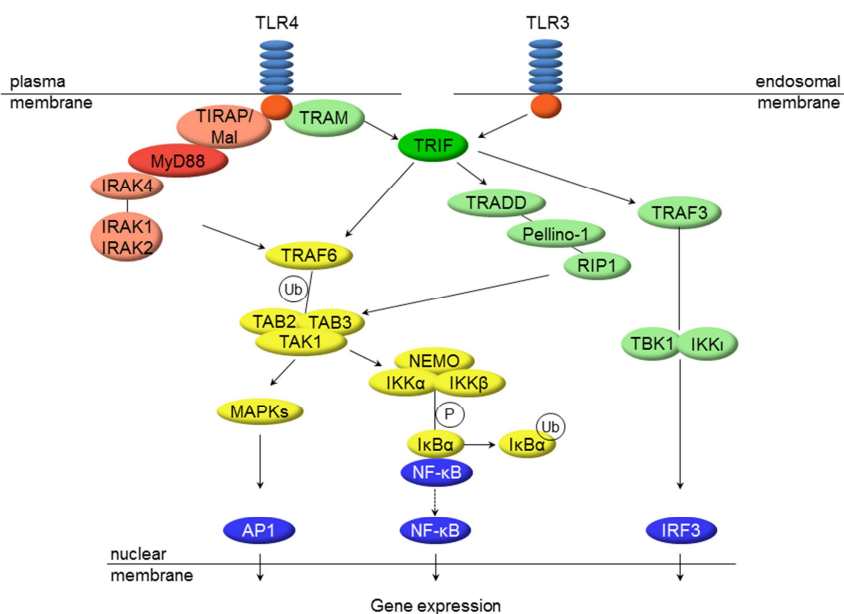 TLR4
TLR3
plasma
membrane
endosomal
membrane
TIRAP/
Mal
TRAM
TRIF
MyD88
IRAK4
TRADD
TRAF3
IRAK1
IRAK2
Pellino-1
TRAF6
RIP1
Ub
TAB2
TAB3
TAK1
TBK1
IKKι
NEMO
IKKα
IKKβ
MAPKs
P
Ub
IκBα
IκBα
NF-κB
AP1
NF-κB
IRF3
nuclear
membrane
Gene expression